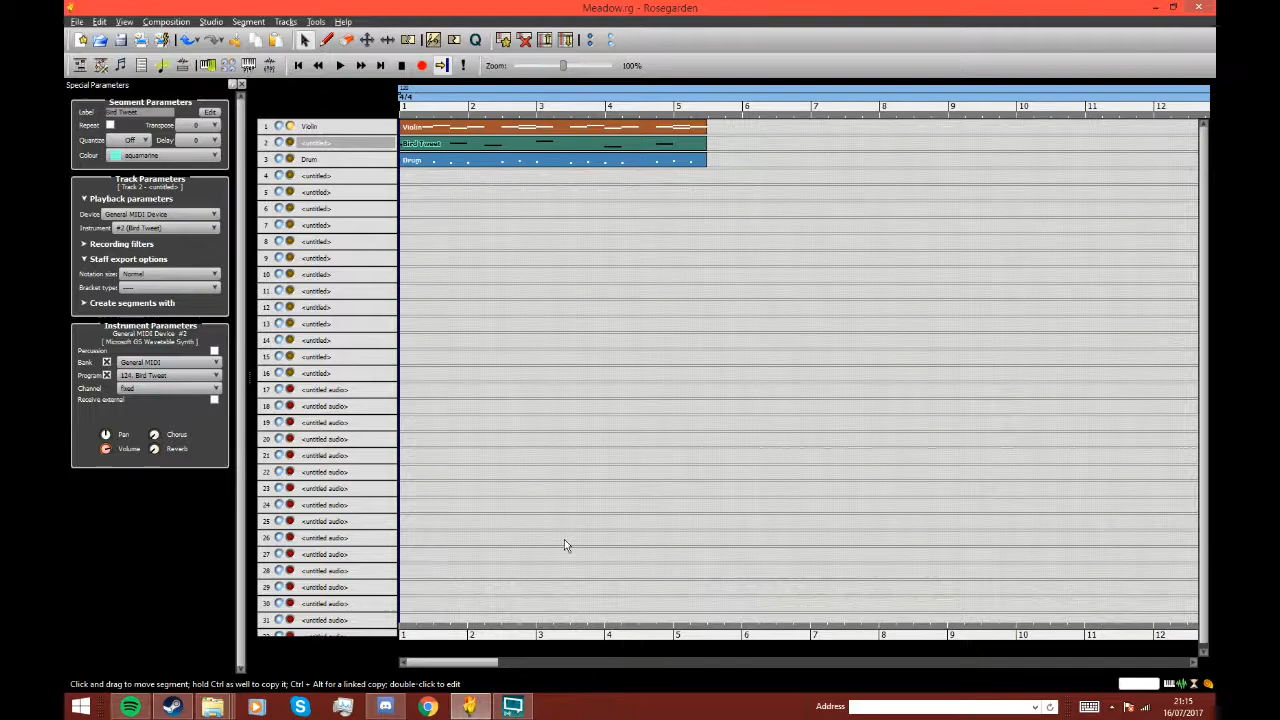 Meadow.rg - Rosegarden
File Edit View Composition Studio Segment Tracks Tools Help
Zoom: 100%
Special Parameters
Segment Parameters
Label Bird Tweet Edit
Repeat Transpose 0
Quantize Off Delay 0
Colour aquamarine
Track Parameters
[ Track 2 - <untitled> ]
Playback parameters
Device General MIDI Device
Instrument #2 (Bird Tweet)
Recording filters
Staff export options
Notation size: Normal
Bracket type: -----
Create segments with
Instrument Parameters
General MIDI Device #2
[ Microsoft GS Wavetable Synth ]
Percussion
Bank General MIDI
Program 124. Bird Tweet
Channel fixed
Receive external
Pan Chorus
Volume Reverb
4/4
1 2 3 4 5 6 7 8 9 10 11 12
1 Violin Violin
2 <untitled> Bird Tweet
3 Drum Drum
4 <untitled>
5 <untitled>
6 <untitled>
7 <untitled>
8 <untitled>
9 <untitled>
10 <untitled>
11 <untitled>
12 <untitled>
13 <untitled>
14 <untitled>
15 <untitled>
16 <untitled>
17 <untitled audio>
18 <untitled audio>
19 <untitled audio>
20 <untitled audio>
21 <untitled audio>
22 <untitled audio>
23 <untitled audio>
24 <untitled audio>
25 <untitled audio>
26 <untitled audio>
27 <untitled audio>
28 <untitled audio>
29 <untitled audio>
30 <untitled audio>
31 <untitled audio>
1 2 3 4 5 6 7 8 9 10 11 12
Click and drag to move segment; hold Ctrl as well to copy it; Ctrl + Alt for a linked copy; double-click to edit
Address
21:15
16/07/2017